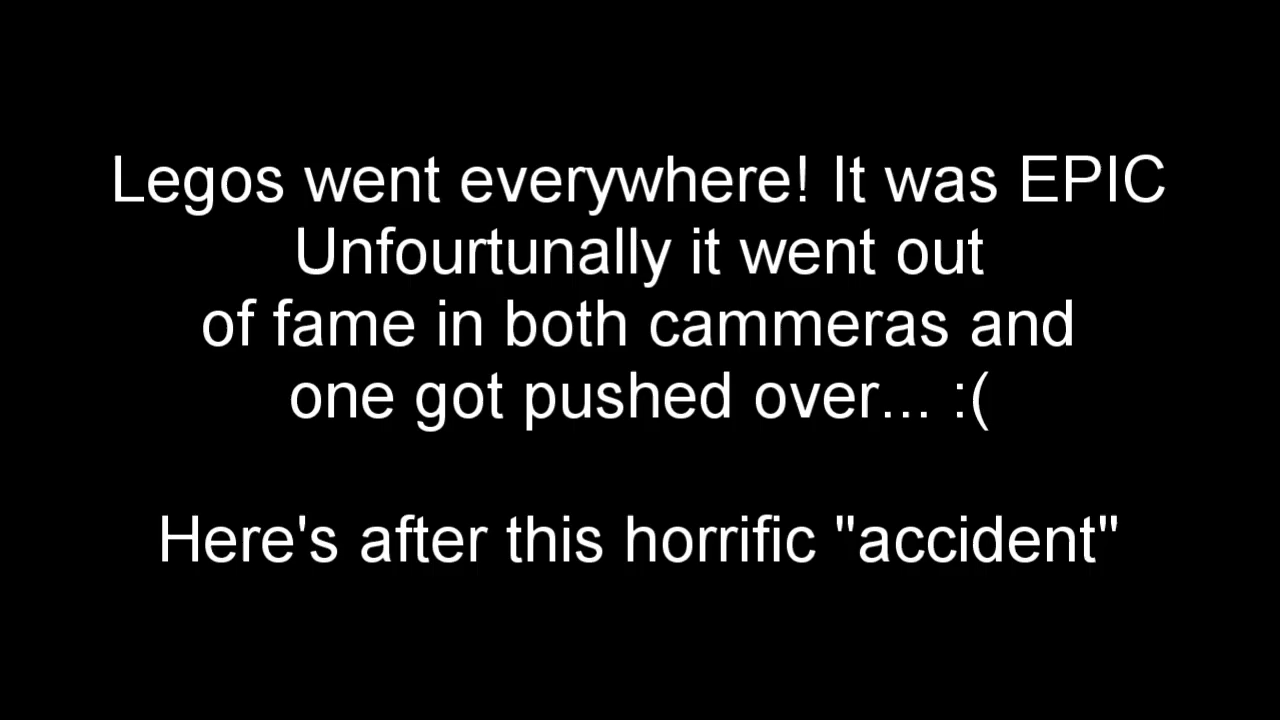 Legos went everywhere! It was EPIC
Unfourtunally it went out
of fame in both cammeras and
one got pushed over... :(
Here's after this horrific "accident"